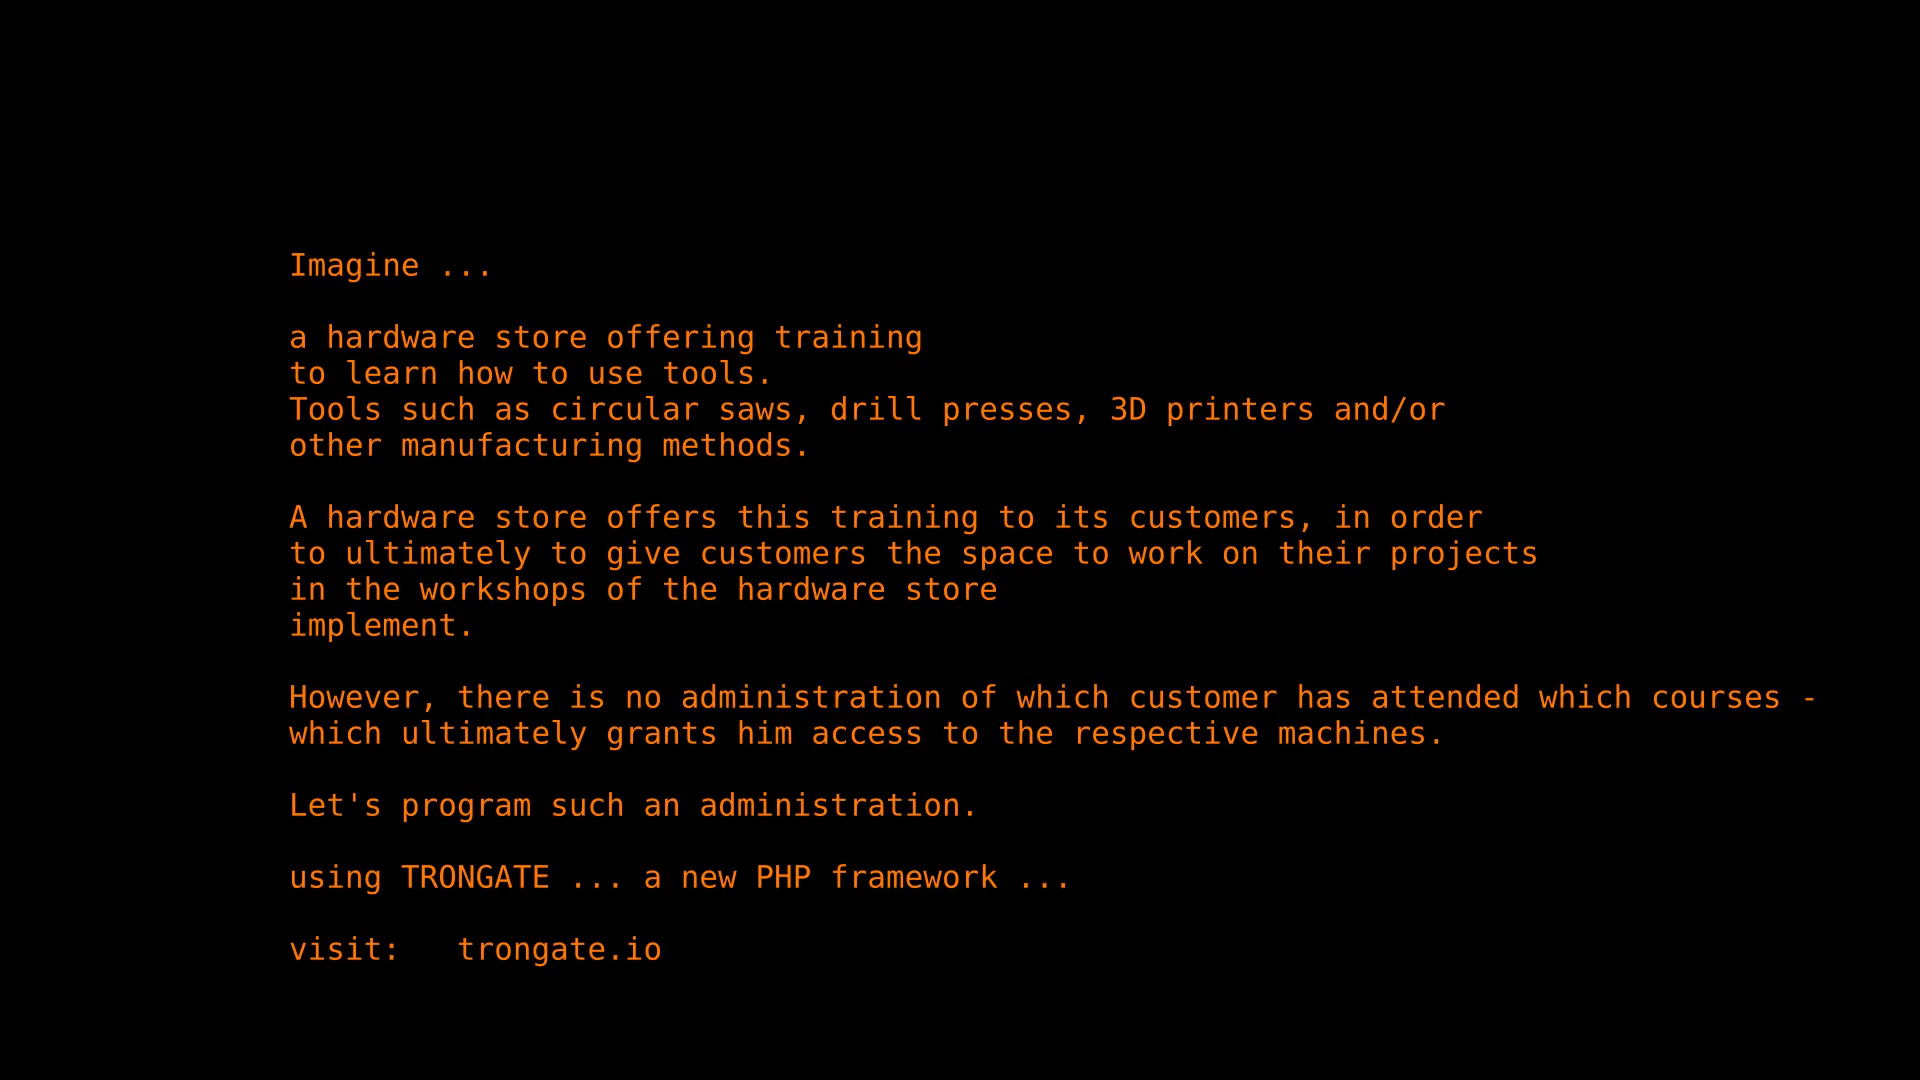 Imagine ...
a hardware store offering training
to learn how to use tools.
Tools such as circular saws, drill presses, 3D printers and/or
other manufacturing methods.
A hardware store offers this training to its customers, in order
to ultimately to give customers the space to work on their projects
in the workshops of the hardware store
implement.
However, there is no administration of which customer has attended which courses -
which ultimately grants him access to the respective machines.
Let's program such an administration.
using TRONGATE ... a new PHP framework ...
visit:   trongate.io